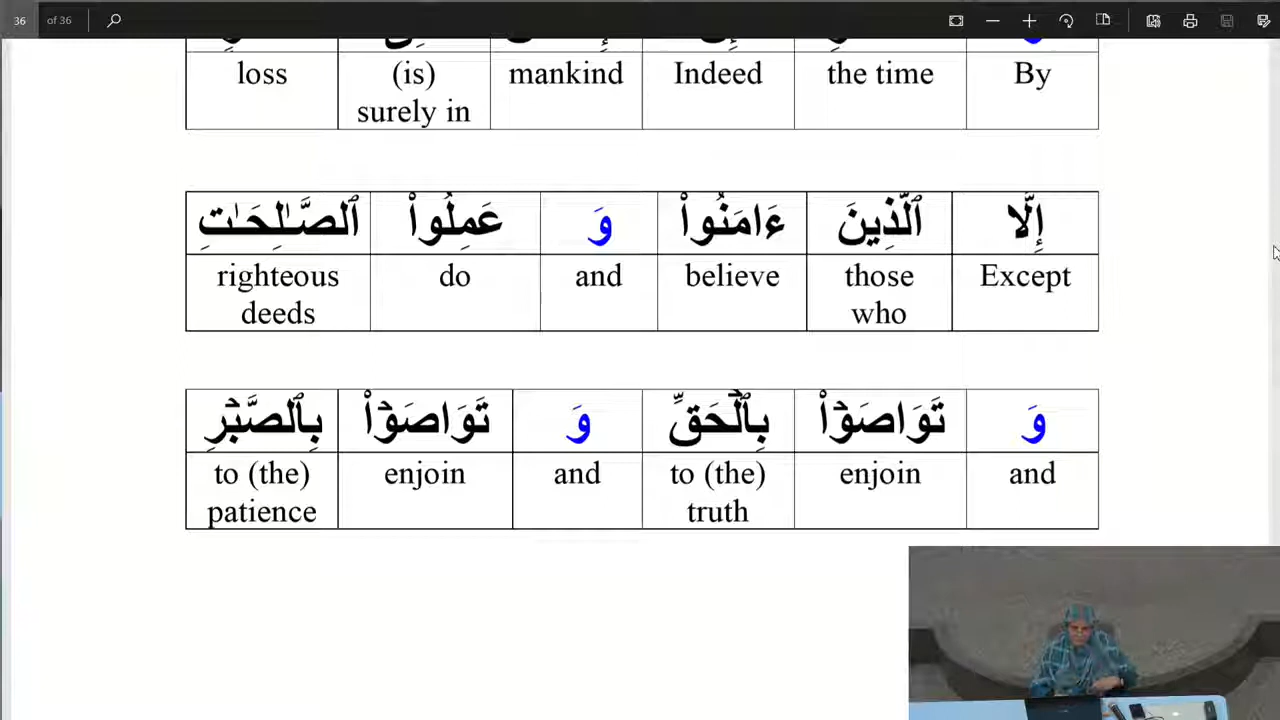 36 of 36
By the time Indeed mankind (is) surely in loss
إِلَّا ٱلَّذِينَ ءَامَنُوا۟ وَ عَمِلُوا۟ ٱلصَّـٰلِحَـٰتِ
Except those who believe and do righteous deeds
وَ تَوَاصَوْا۟ بِٱلْحَقِّ وَ تَوَاصَوْا۟ بِٱلصَّبْرِ
and enjoin to (the) truth and enjoin to (the) patience